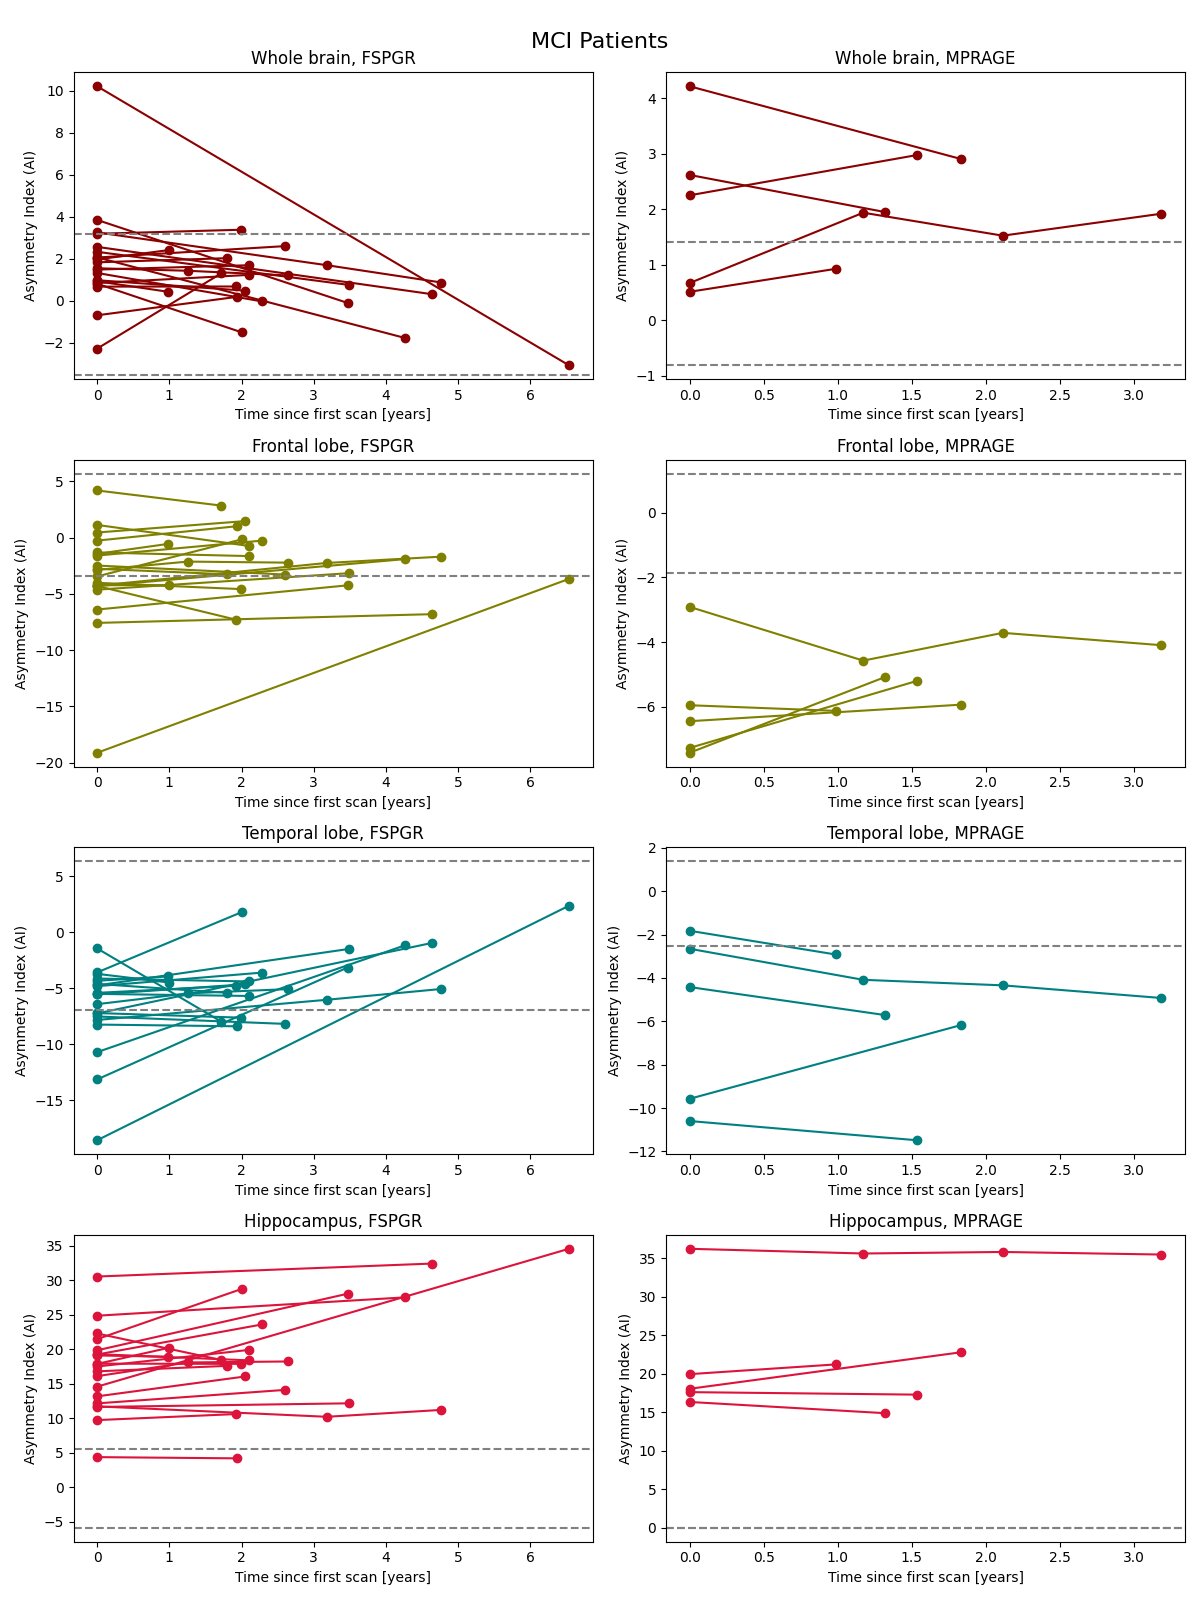 MCI Patients
Whole brain, FSPGR
Asymmetry Index (AI)
10
8
6
4
2
0
−2
0 1 2 3 4 5 6
Time since first scan [years]
Whole brain, MPRAGE
Asymmetry Index (AI)
4
3
2
1
0
−1
0.0 0.5 1.0 1.5 2.0 2.5 3.0
Time since first scan [years]
Frontal lobe, FSPGR
Asymmetry Index (AI)
5
0
−5
−10
−15
−20
0 1 2 3 4 5 6
Time since first scan [years]
Frontal lobe, MPRAGE
Asymmetry Index (AI)
0
−2
−4
−6
0.0 0.5 1.0 1.5 2.0 2.5 3.0
Time since first scan [years]
Temporal lobe, FSPGR
Asymmetry Index (AI)
5
0
−5
−10
−15
0 1 2 3 4 5 6
Time since first scan [years]
Temporal lobe, MPRAGE
Asymmetry Index (AI)
2
0
−2
−4
−6
−8
−10
−12
0.0 0.5 1.0 1.5 2.0 2.5 3.0
Time since first scan [years]
Hippocampus, FSPGR
Asymmetry Index (AI)
35
30
25
20
15
10
5
0
−5
0 1 2 3 4 5 6
Time since first scan [years]
Hippocampus, MPRAGE
Asymmetry Index (AI)
35
30
25
20
15
10
5
0
0.0 0.5 1.0 1.5 2.0 2.5 3.0
Time since first scan [years]